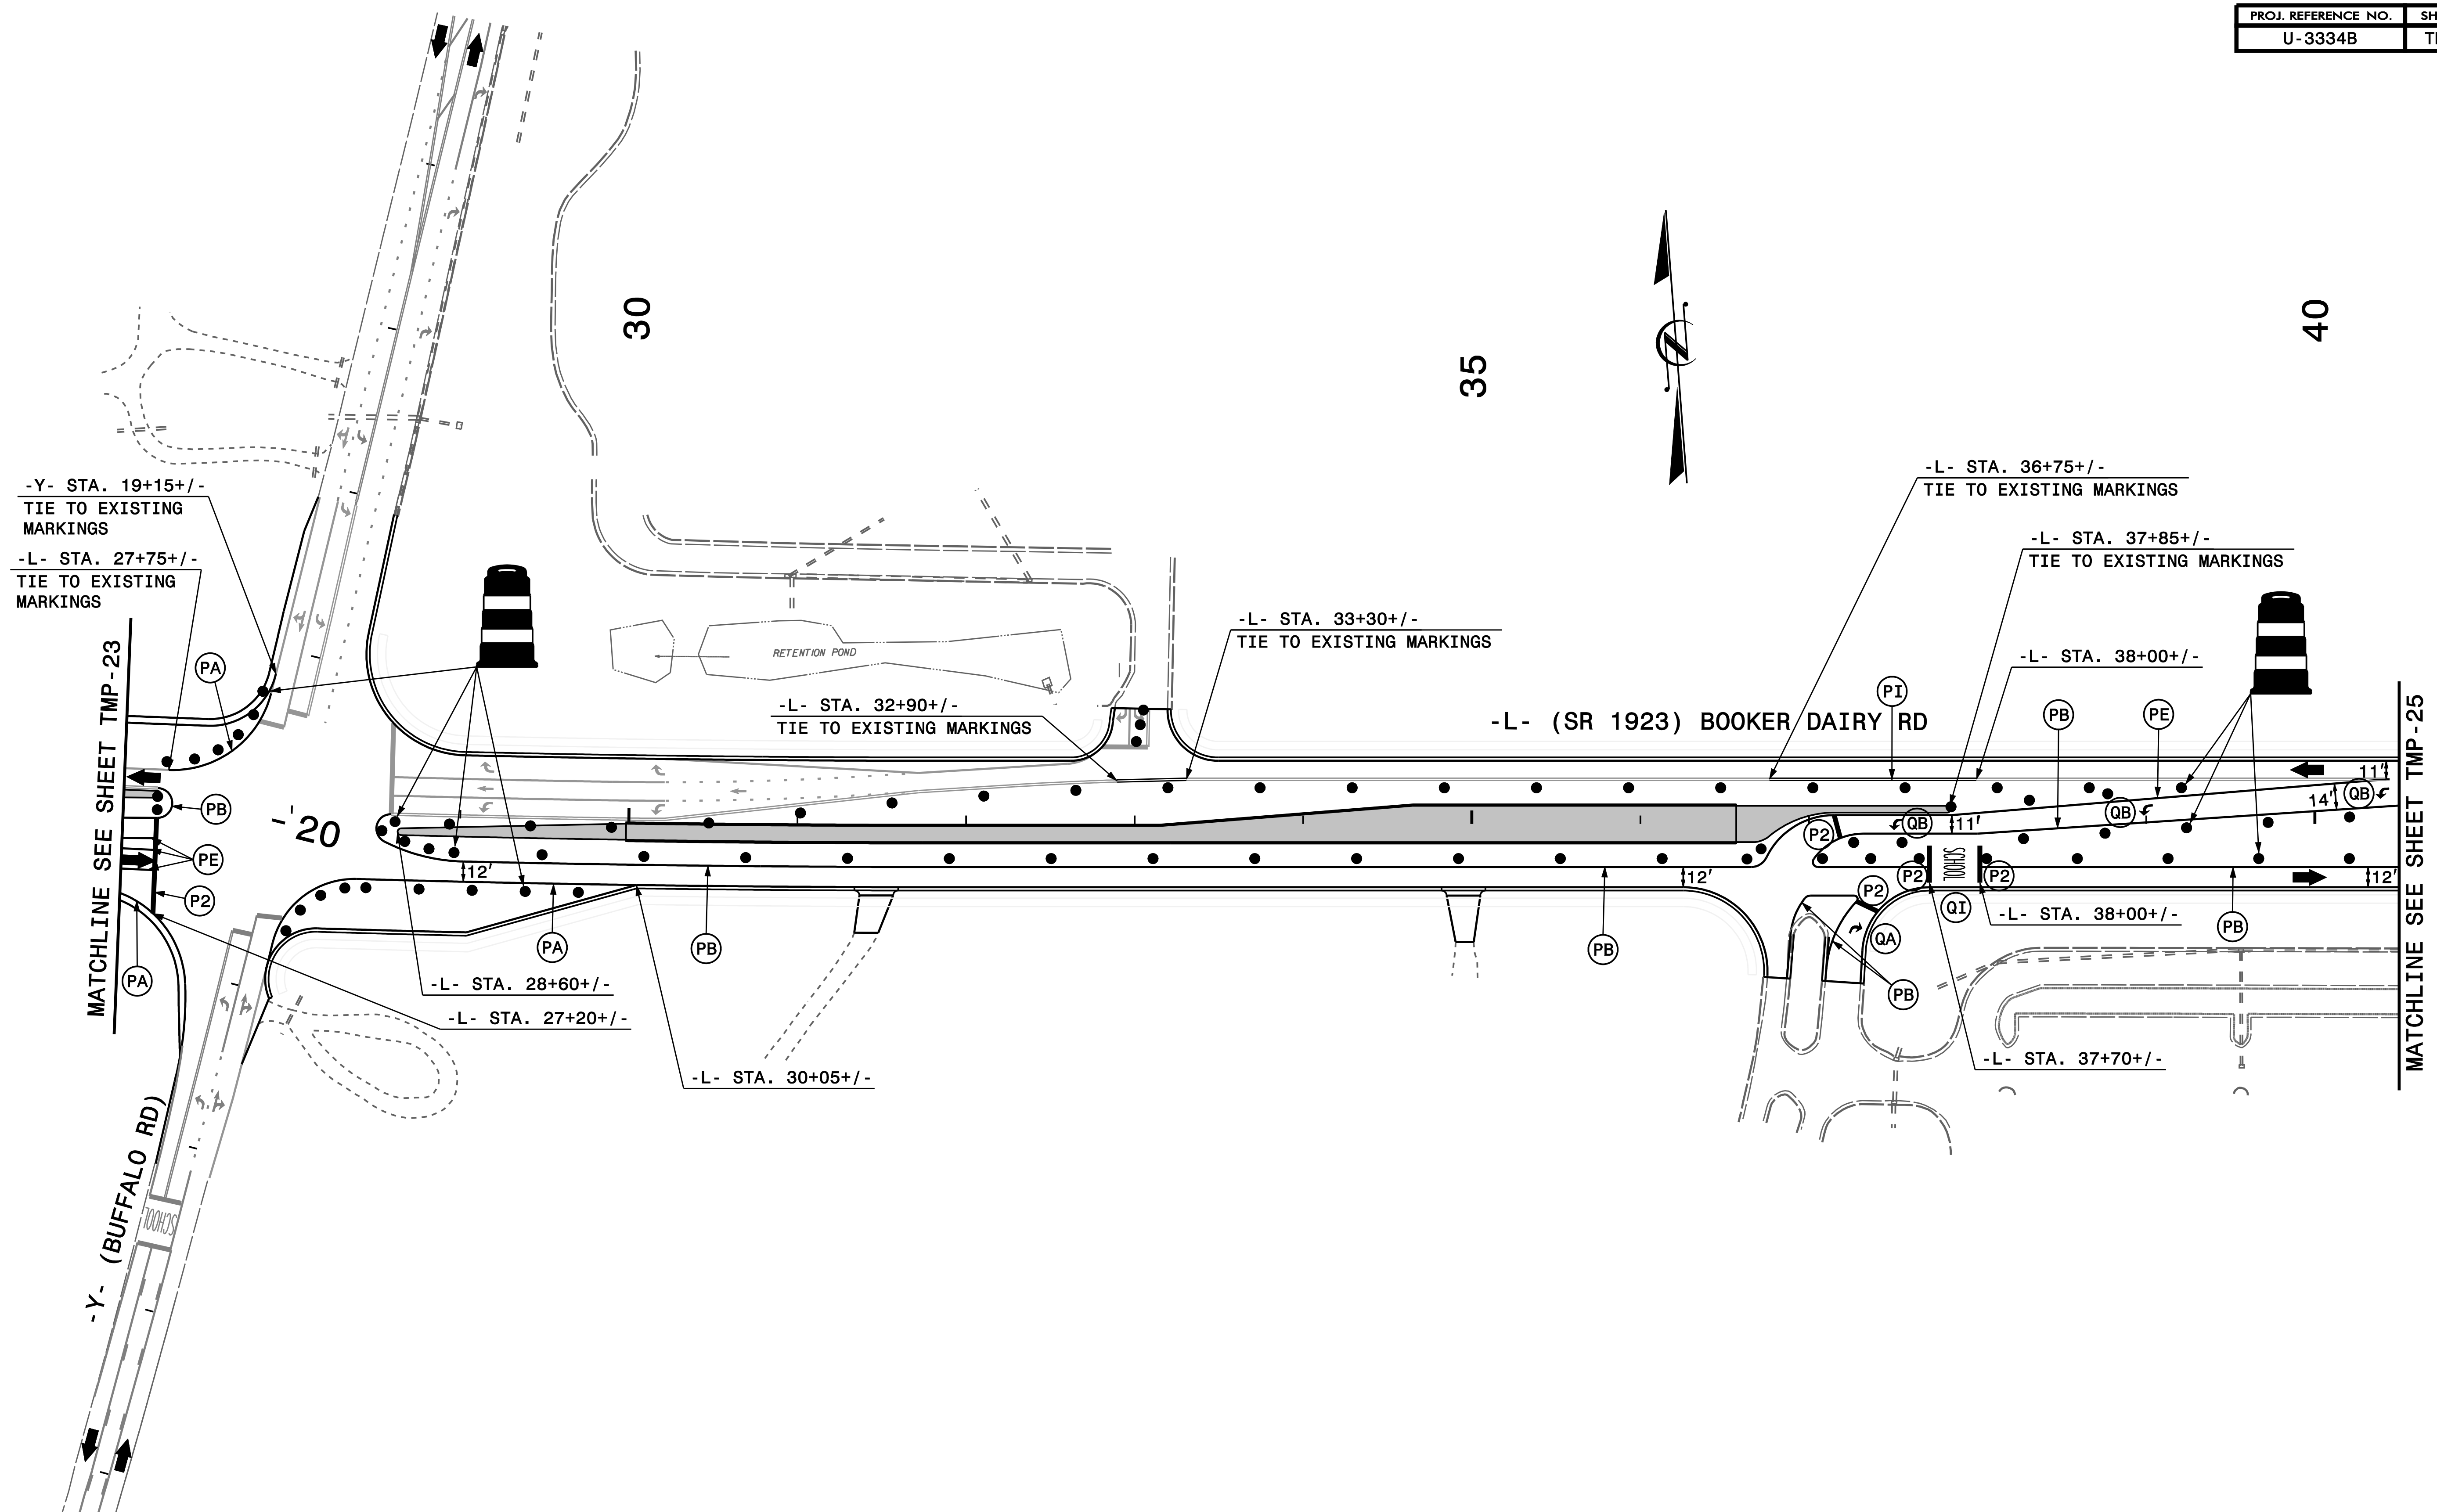 PROJ. REFERENCE NO.
U-3334B
30
35
40
-L- STA. 36+75+/-
TIE TO EXISTING MARKINGS
-Y- STA. 19+15+/-
TIE TO EXISTING
MARKINGS
-L- STA. 27+75+/-
TIE TO EXISTING
MARKINGS
-L- STA. 37+85+/-
TIE TO EXISTING MARKINGS
-L- STA. 33+30+/-
TIE TO EXISTING MARKINGS
-L- STA. 38+00+/-
RETENTION POND
-L- STA. 32+90+/-
TIE TO EXISTING MARKINGS
-L- (SR 1923) BOOKER DAIRY RD
MATCHLINE SEE SHEET TMP-23
MATCHLINE SEE SHEET TMP-25
PA
PI
PB
PE
11'
QB
14'
QB
QB
11'
P2
PB
20
PE
P2
PA
12'
12'
SCHOOL
P2
P2
12'
P2
QI
-L- STA. 38+00+/-
QA
PB
PA
PB
PB
PB
-L- STA. 28+60+/-
-L- STA. 27+20+/-
-L- STA. 30+05+/-
-L- STA. 37+70+/-
-Y- (BUFFALO RD)
SCHOOL